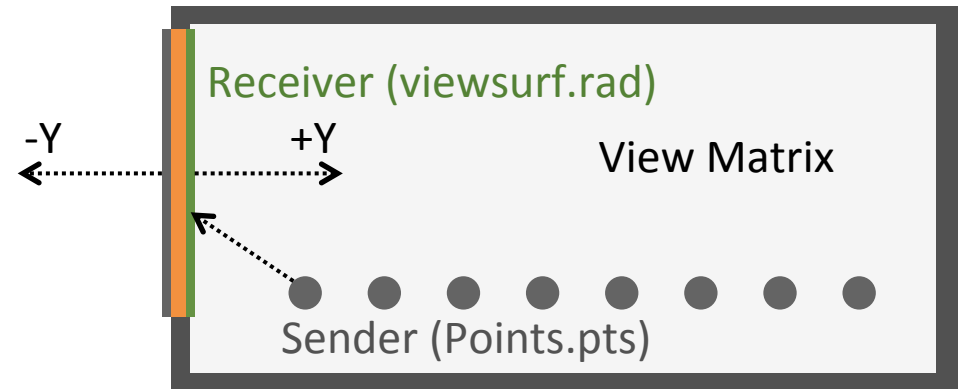 Receiver (viewsurf.rad)
-Y
+Y
View Matrix
Sender (Points.pts)